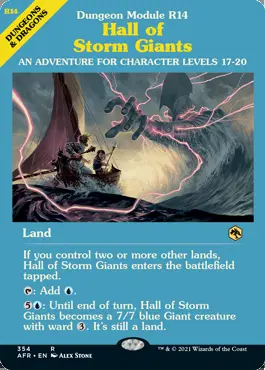 R14
DUNGEONS
& DRAGONS
Dungeon Module R14
Hall of
Storm Giants
AN ADVENTURE FOR CHARACTER LEVELS 17-20
Land
If you control two or more other lands,
Hall of Storm Giants enters the battlefield
tapped.
: Add .
5: Until end of turn, Hall of Storm
Giants becomes a 7/7 blue Giant creature
with ward 3. It's still a land.
354 R
AFR • EN ALEX STONE
™ & © 2021 Wizards of the Coast